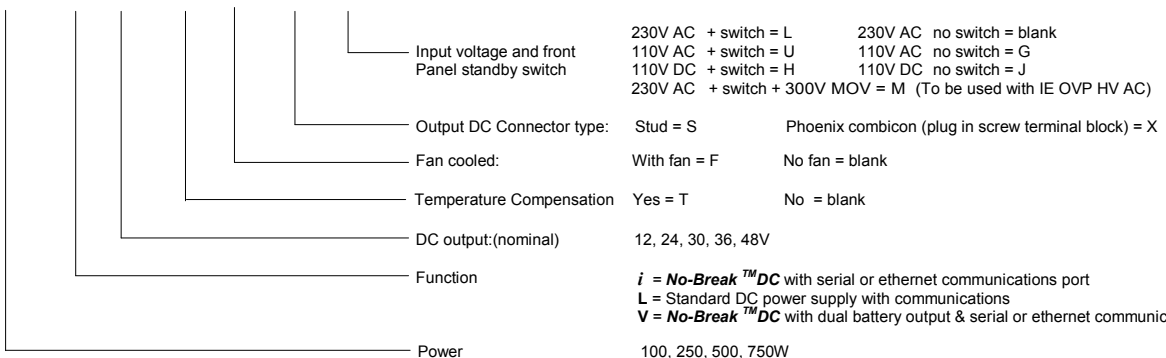 230V AC + switch = L 230V AC no switch = blank
Input voltage and front 110V AC + switch = U 110V AC no switch = G
Panel standby switch 110V DC + switch = H 110V DC no switch = J
230V AC + switch + 300V MOV = M (To be used with IE OVP HV AC)
Output DC Connector type: Stud = S Phoenix combicon (plug in screw terminal block) = X
Fan cooled: With fan = F No fan = blank
Temperature Compensation Yes = T No = blank
DC output:(nominal) 12, 24, 30, 36, 48V
Function i = No-Break TM DC with serial or ethernet communications port
L = Standard DC power supply with communications
V = No-Break TM DC with dual battery output & serial or ethernet communic
Power 100, 250, 500, 750W